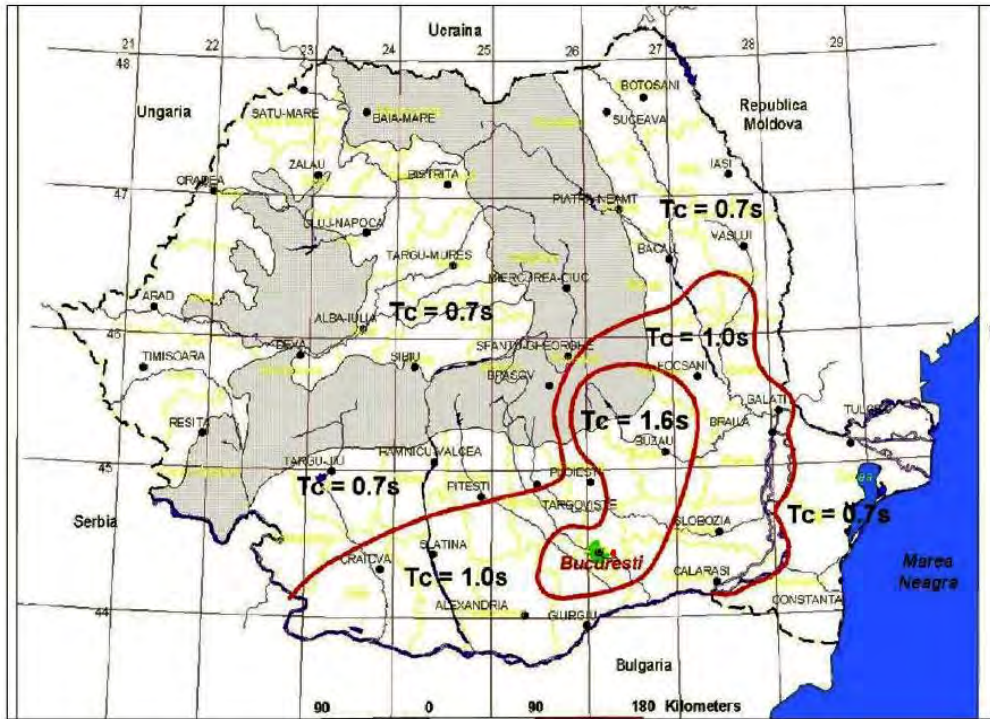 Ucraina
21 22 23 24 25 26 27 28 29
48
BOTOSANI
Ungaria
Republica
Moldova
SATU-MARE
BAIA-MARE
SUCEAVA
ZALAU
IASI
ORADEA
BISTRITA
47
PIATRA-NEAMT
Tc = 0.7s
CLUJ-NAPOCA
VASLUI
TARGU-MURES
BACAU
MIERCUREA-CIUC
ARAD
Tc = 0.7s
ALBA-IULIA
46
Tc = 1.0s
DEVA
SFANTU-GHEORGHE
TIMISOARA
SIBIU
FOCSANI
BRASOV
GALATI
TULCEA
RESITA
Tc = 1.6s
BRAILA
BUZAU
RAMNICU-VALCEA
45
TARGU-JIU
PLOIESTI
Tc = 0.7s
PITESTI
TARGOVISTE
Tc = 0.7s
Serbia
SLOBOZIA
SLATINA
Bucuresti
CRAIOVA
Tc = 1.0s
CALARASI
Marea
Neagra
CONSTANTA
44
ALEXANDRIA
GIURGIU
Bulgaria
90 0 90 180 Kilometers